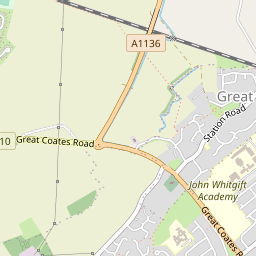 A1136
Great
Station Road
10
Great Coates Road
John Whitgift
Academy
Great Coates R